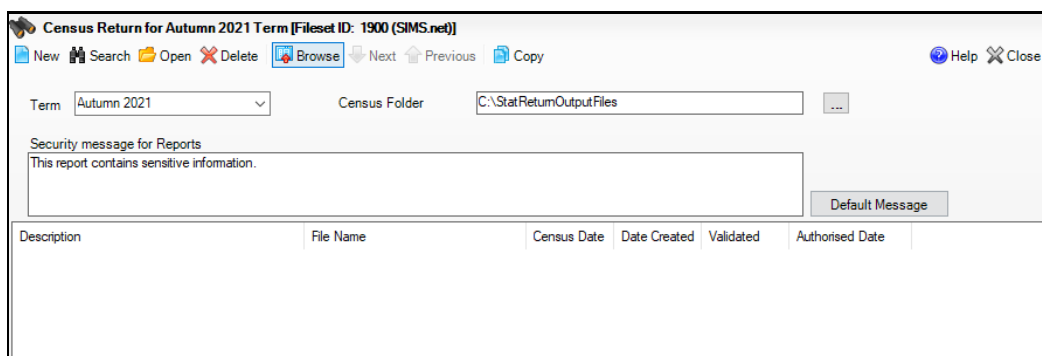 Census Return for Autumn 2021 Term [Fileset ID: 1900 (SIMS.net)]
New Search Open Delete Browse Next Previous Copy Help Close
Term Autumn 2021 Census Folder C:\StatReturnOutputFiles ...
Security message for Reports
This report contains sensitive information.
Default Message
Description File Name Census Date Date Created Validated Authorised Date